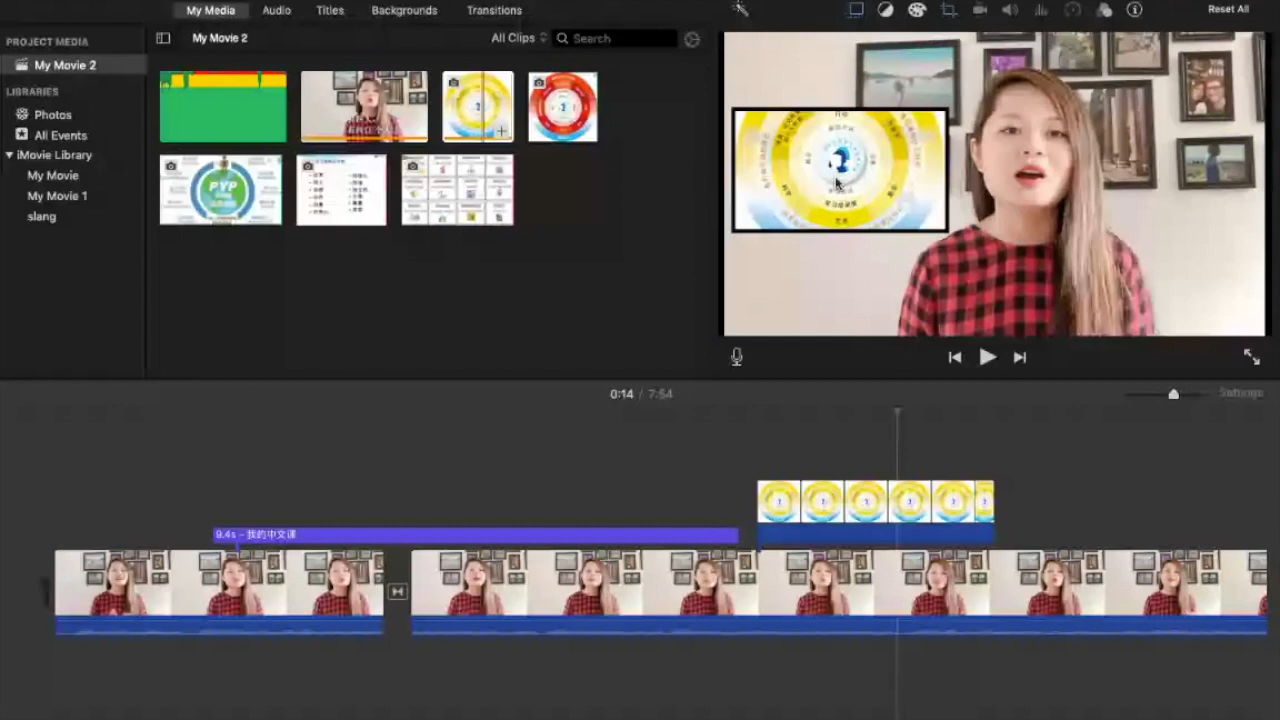 My Media
Audio
Titles
Backgrounds
Transitions
Reset All
PROJECT MEDIA
My Movie 2
All Clips
Search
My Movie 2
LIBRARIES
Photos
All Events
iMovie Library
My Movie
My Movie 1
slang
PYP
0:14 / 7:54
Settings
9.4s – 我的中文课